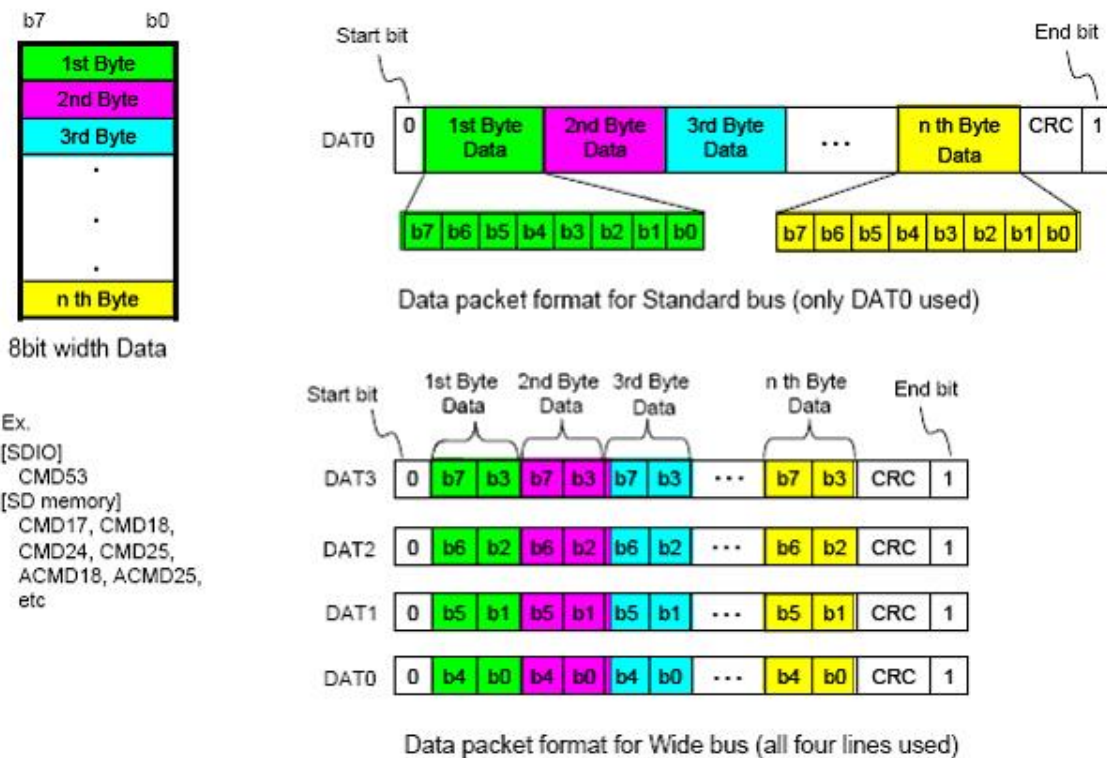 b7 b0
1st Byte
2nd Byte
3rd Byte
.
.
.
n th Byte
8bit width Data
Ex.
[SDIO]
CMD53
[SD memory]
CMD17, CMD18,
CMD24, CMD25,
ACMD18, ACMD25,
etc
Start bit
End bit
DAT0 0 1st Byte Data 2nd Byte Data 3rd Byte Data ... n th Byte Data CRC 1
b7 b6 b5 b4 b3 b2 b1 b0
b7 b6 b5 b4 b3 b2 b1 b0
Data packet format for Standard bus (only DAT0 used)
Start bit
1st Byte Data 2nd Byte Data 3rd Byte Data n th Byte Data
End bit
DAT3 0 b7 b3 b7 b3 b7 b3 ... b7 b3 CRC 1
DAT2 0 b6 b2 b6 b2 b6 b2 ... b6 b2 CRC 1
DAT1 0 b5 b1 b5 b1 b5 b1 ... b5 b1 CRC 1
DAT0 0 b4 b0 b4 b0 b4 b0 ... b4 b0 CRC 1
Data packet format for Wide bus (all four lines used)